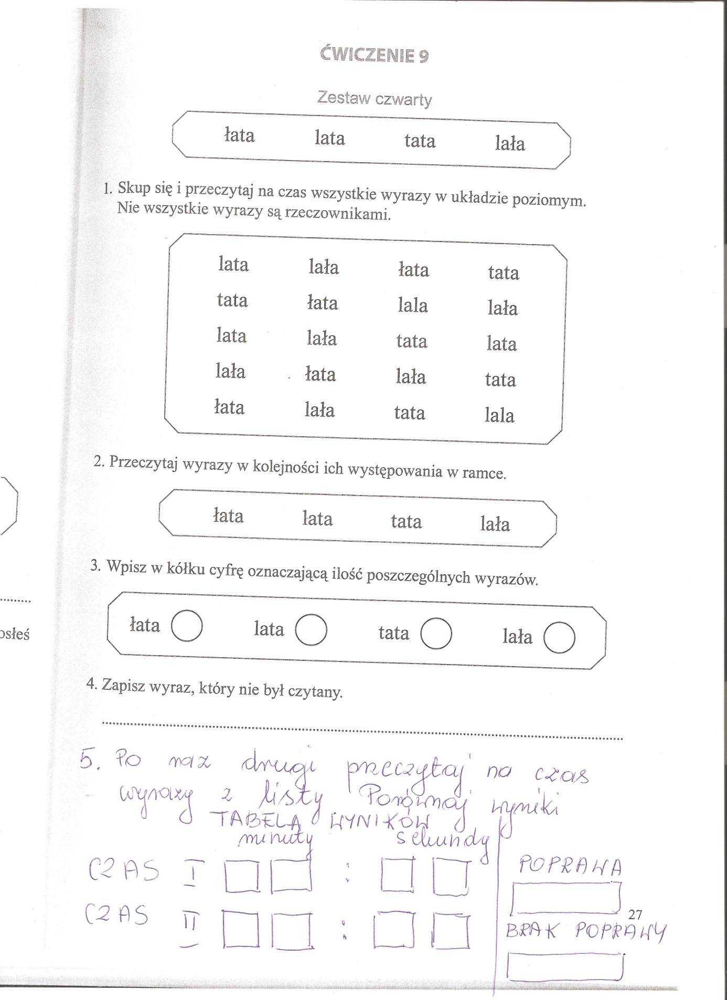 ĆWICZENIE 9
Zestaw czwarty
łata lata tata lała
1. Skup się i przeczytaj na czas wszystkie wyrazy w układzie poziomym.
Nie wszystkie wyrazy są rzeczownikami.
lata lała łata tata
tata łata lala lała
lata lała tata lata
lała łata lała tata
łata lała tata lala
2. Przeczytaj wyrazy w kolejności ich występowania w ramce.
łata lata tata lała
3. Wpisz w kółku cyfrę oznaczającą ilość poszczególnych wyrazów.
łata lata tata lała
osłeś
4. Zapisz wyraz, który nie był czytany.
5. Po raz drugi przeczytaj na czas
wyrazy z listy Porównaj wyniki
TABELA WYNIKÓW
minuty sekundy
CZAS I : POPRAWA
CZAS II :
27
BRAK POPRAWY